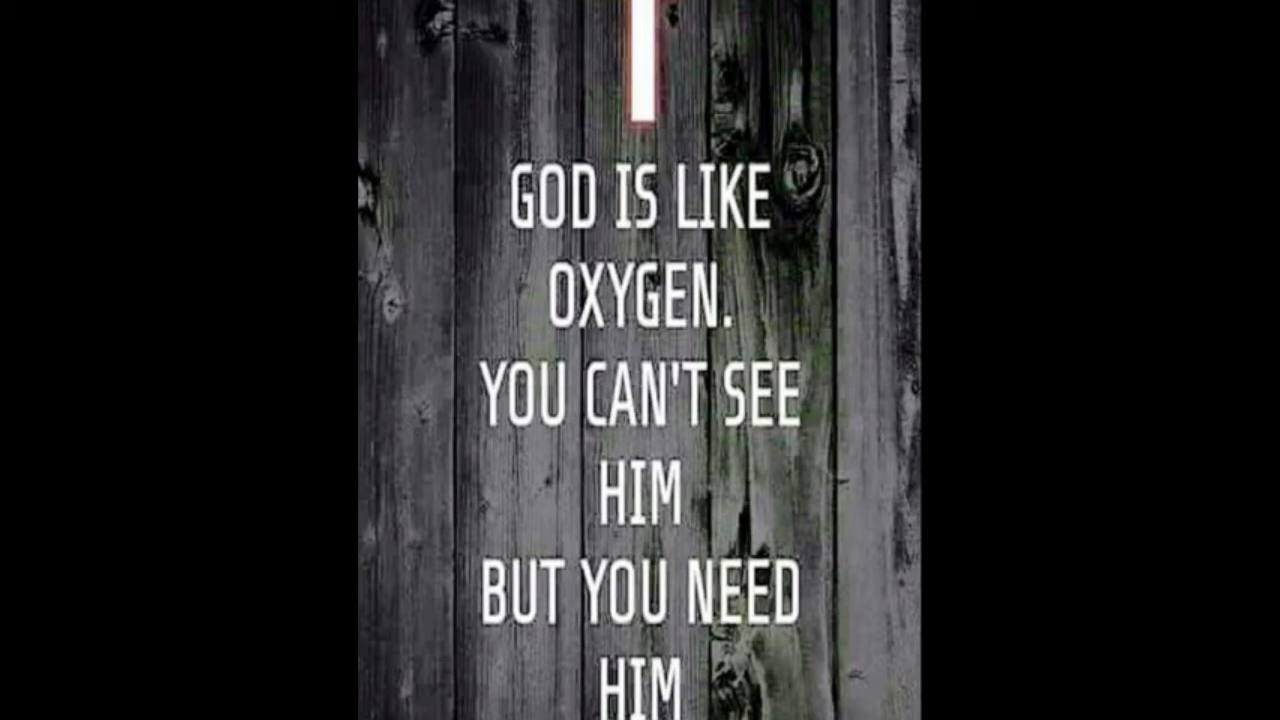 GOD IS LIKE
OXYGEN.
YOU CAN'T SEE
HIM
BUT YOU NEED
HIM